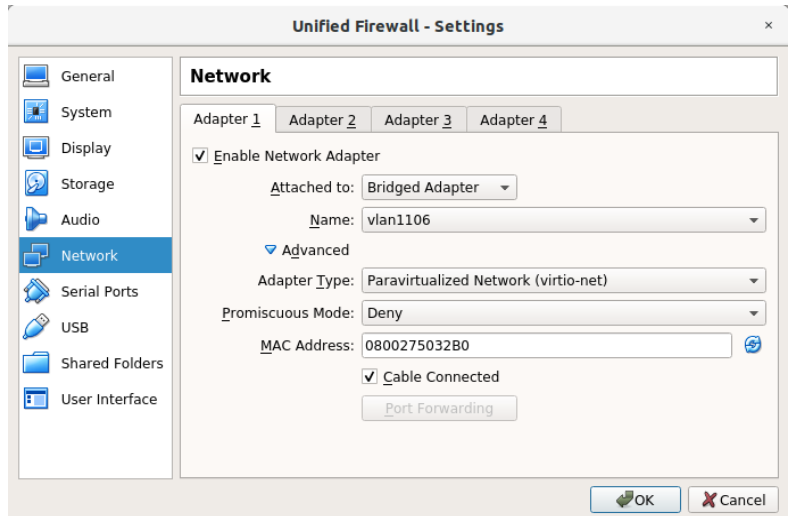 Unified Firewall - Settings ×
General
System
Display
Storage
Audio
Network
Serial Ports
USB
Shared Folders
User Interface
Network
Adapter 1 Adapter 2 Adapter 3 Adapter 4
Enable Network Adapter
Attached to: Bridged Adapter
Name: vlan1106
Advanced
Adapter Type: Paravirtualized Network (virtio-net)
Promiscuous Mode: Deny
MAC Address: 0800275032B0
Cable Connected
Port Forwarding
OK Cancel